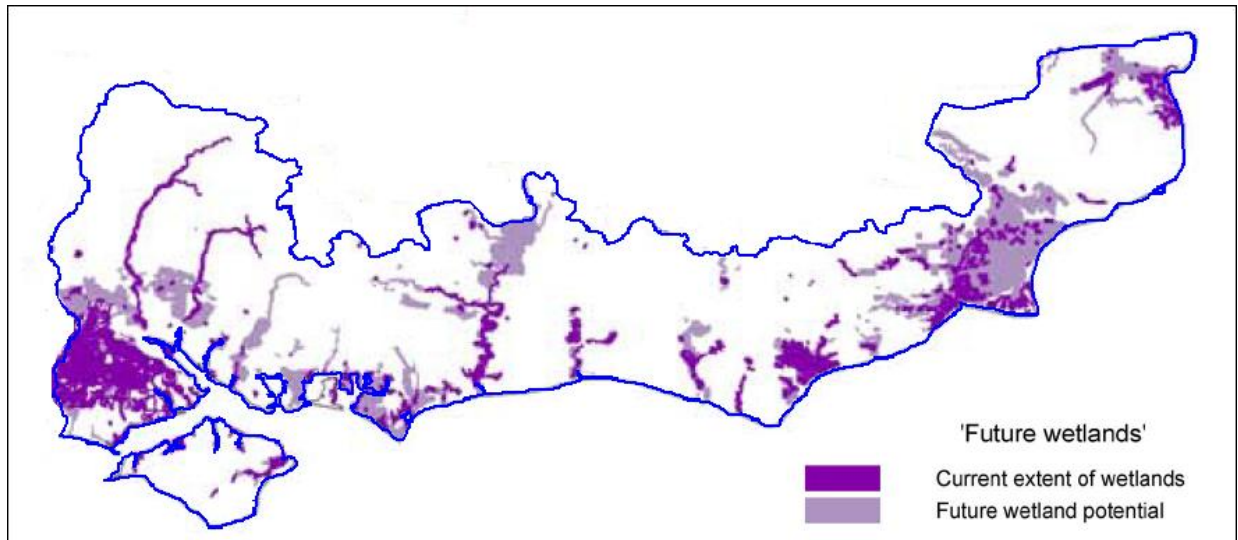 'Future wetlands'
Current extent of wetlands
Future wetland potential